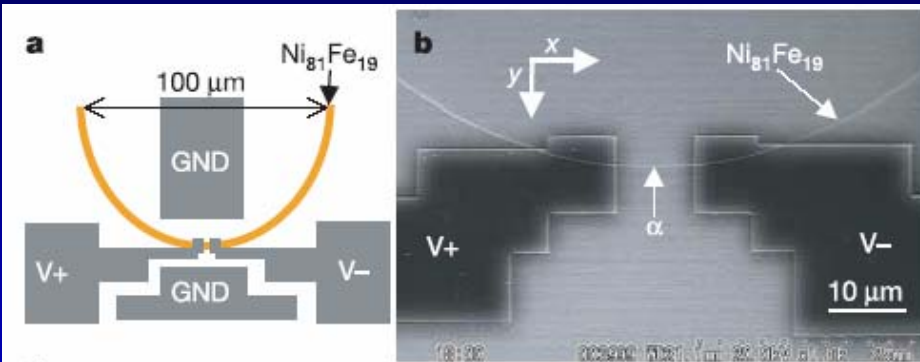 a
100 μm
Ni81Fe19
GND
V+
V−
GND
b
x
y
Ni81Fe19
α
V+
V−
10 μm